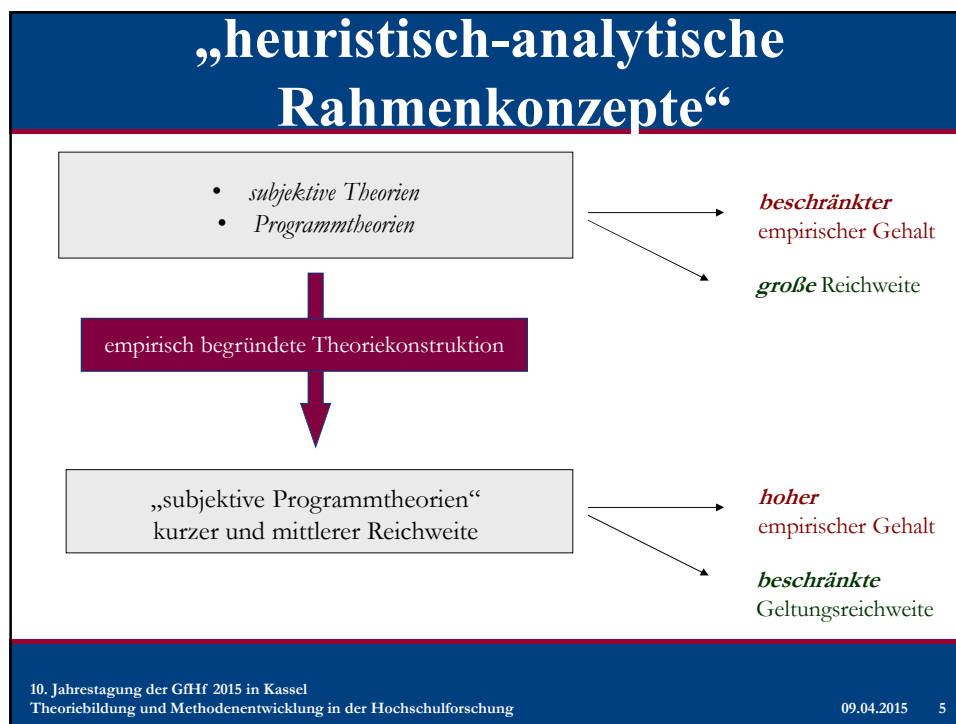 „heuristisch-analytische
Rahmenkonzepte“
• subjektive Theorien
• Programmtheorien
beschränkter
empirischer Gehalt
große Reichweite
empirisch begründete Theoriekonstruktion
„subjektive Programmtheorien“
kurzer und mittlerer Reichweite
hoher
empirischer Gehalt
beschränkte
Geltungsreichweite
10. Jahrestagung der GfHf 2015 in Kassel
Theoriebildung und Methodenentwicklung in der Hochschulforschung 09.04.2015 5